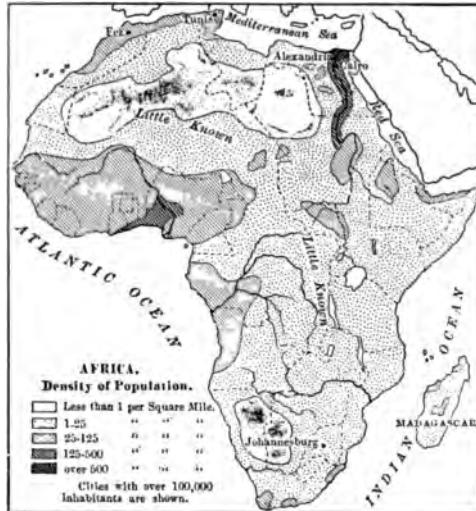 Mediterranean Sea
Tunis
Fez
Alexandria
Cairo
Red Sea
Little Known
ATLANTIC OCEAN
Little Known
INDIAN OCEAN
MADAGASCAR
Johannesburg
AFRICA.
Density of Population.
Less than 1 per Square Mile.
1-25 " " "
25-125 " " "
125-500 " " "
over 500 " " "
Cities with over 100,000
Inhabitants are shown.